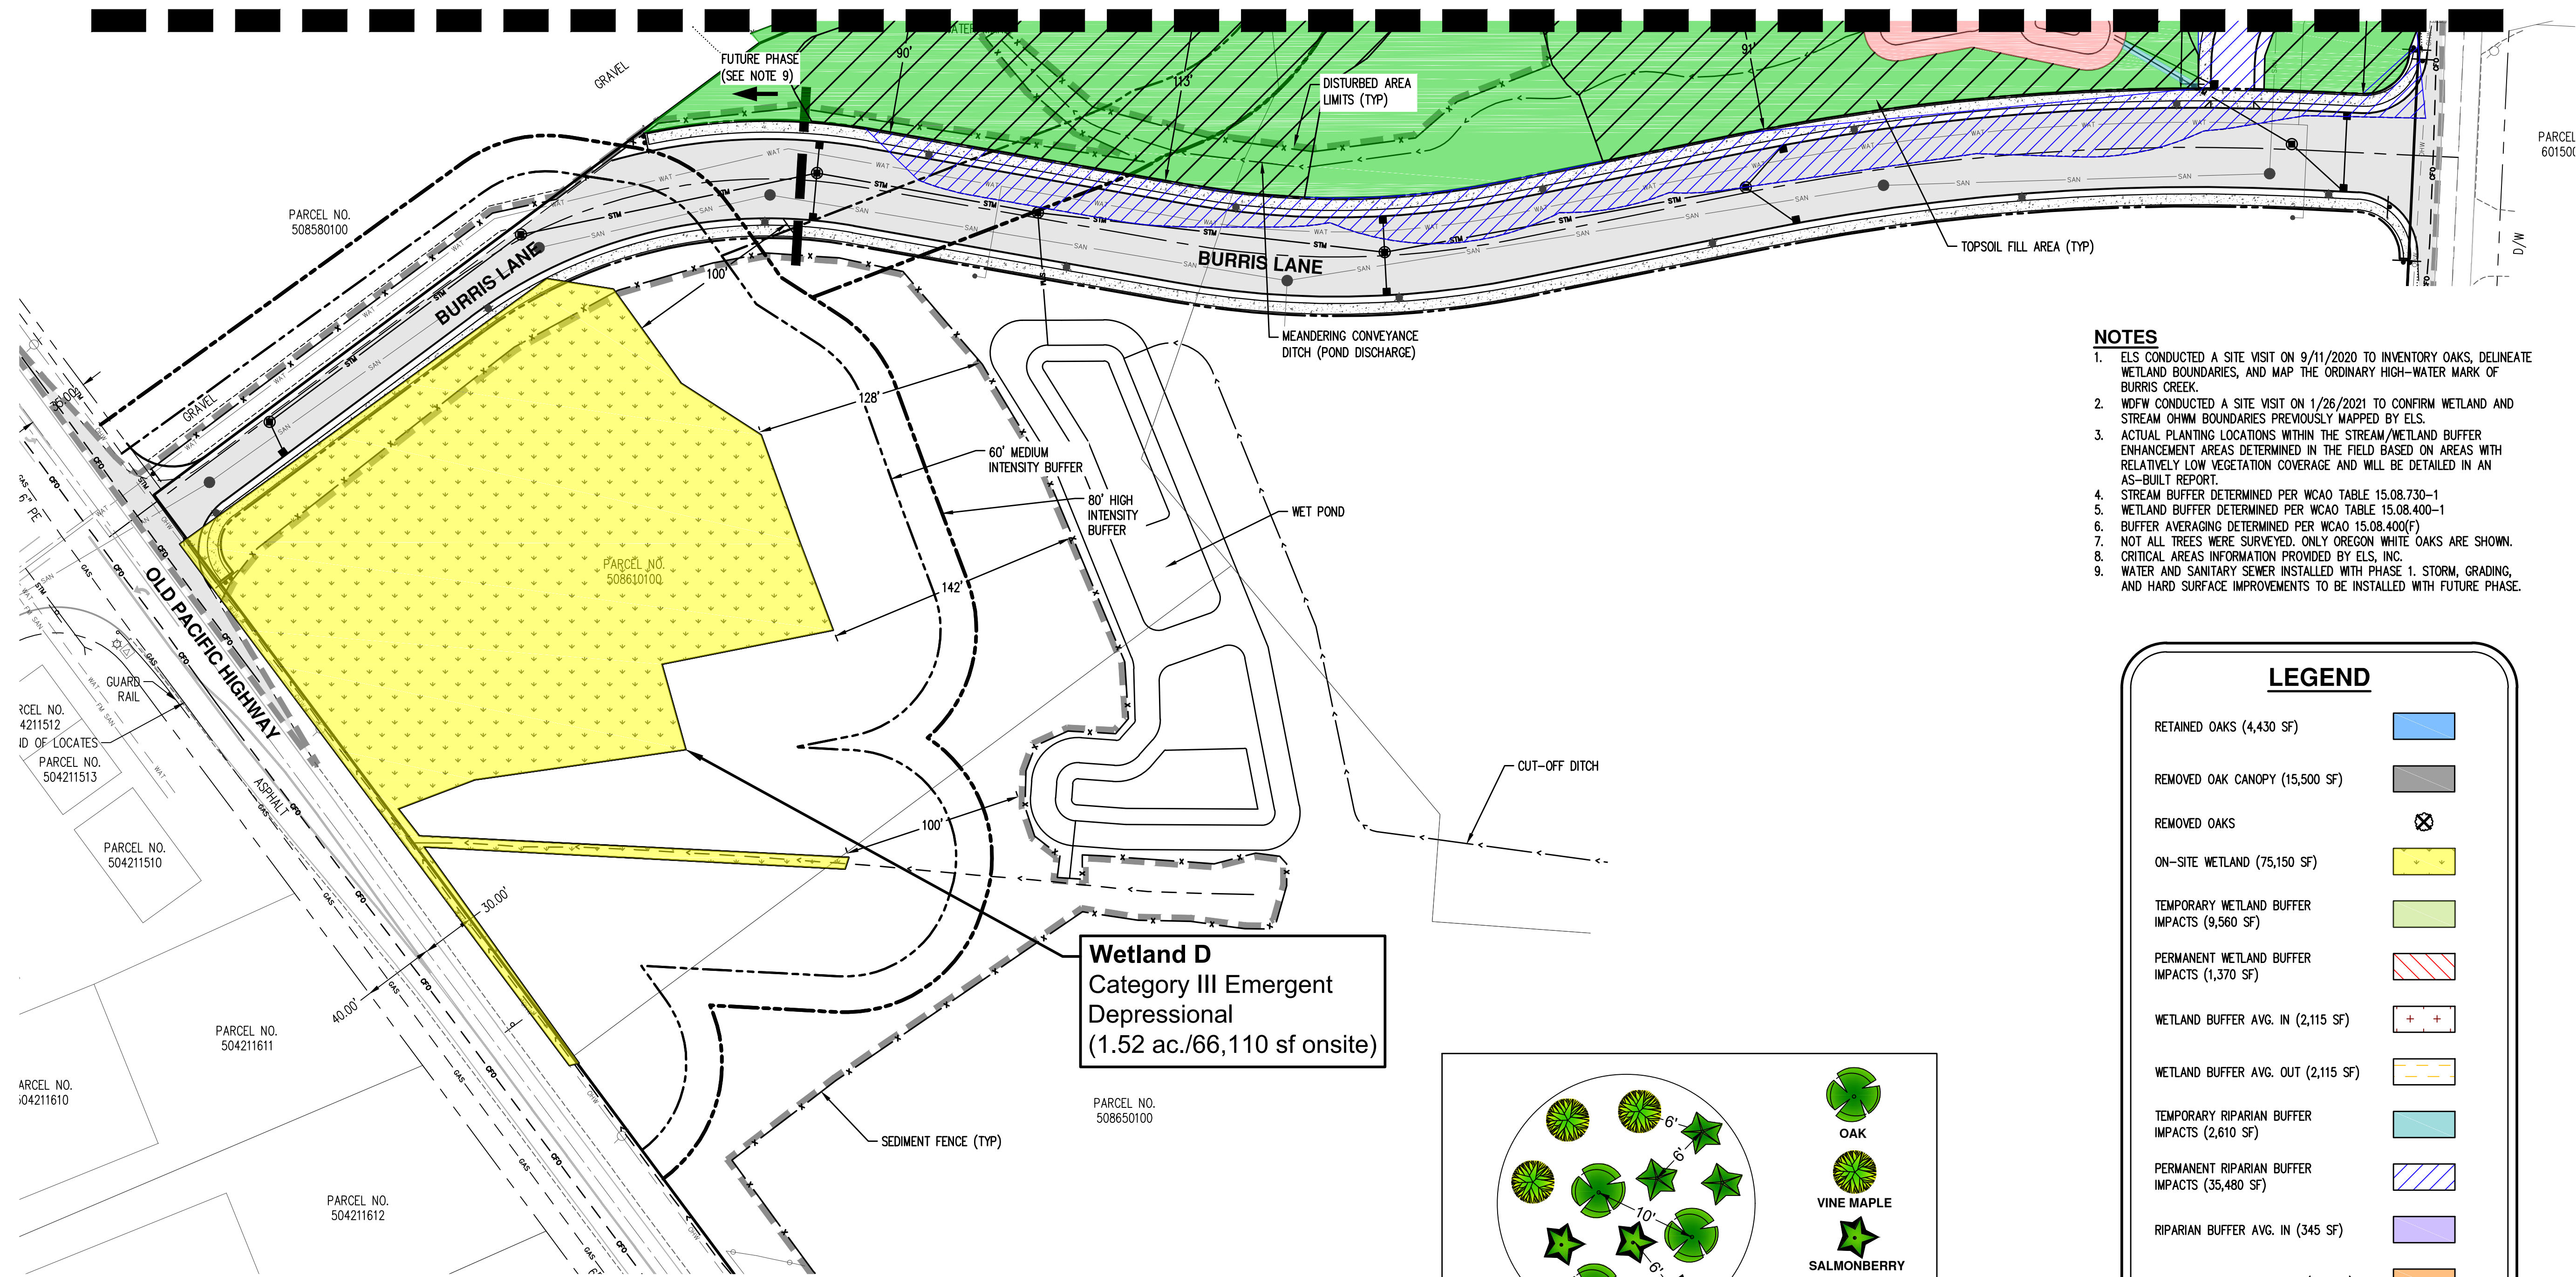 FUTURE PHASE
(SEE NOTE 9)
GRAVEL
90'
113'
91'
DISTURBED AREA
LIMITS (TYP)
PARCEL NO.
508580100
BURRIS LANE
BURRIS LANE
TOPSOIL FILL AREA (TYP)
D/W
100'
MEANDERING CONVEYANCE
DITCH (POND DISCHARGE)
GRAVEL
35.00'
128'
60' MEDIUM
INTENSITY BUFFER
80' HIGH
INTENSITY
BUFFER
WET POND
142'
PARCEL NO.
508610100
OLD PACIFIC HIGHWAY
GUARD
RAIL
ASPHALT
PARCEL NO.
504211513
PARCEL NO.
504211510
CUT-OFF DITCH
100'
30.00'
40.00'
Wetland D
Category III Emergent
Depressional
(1.52 ac./66,110 sf onsite)
PARCEL NO.
504211611
PARCEL NO.
508650100
SEDIMENT FENCE (TYP)
PARCEL NO.
504211612
NOTES
1. ELS CONDUCTED A SITE VISIT ON 9/11/2020 TO INVENTORY OAKS, DELINEATE
WETLAND BOUNDARIES, AND MAP THE ORDINARY HIGH-WATER MARK OF
BURRIS CREEK.
2. WDFW CONDUCTED A SITE VISIT ON 1/26/2021 TO CONFIRM WETLAND AND
STREAM OHWM BOUNDARIES PREVIOUSLY MAPPED BY ELS.
3. ACTUAL PLANTING LOCATIONS WITHIN THE STREAM/WETLAND BUFFER
ENHANCEMENT AREAS DETERMINED IN THE FIELD BASED ON AREAS WITH
RELATIVELY LOW VEGETATION COVERAGE AND WILL BE DETAILED IN AN
AS-BUILT REPORT.
4. STREAM BUFFER DETERMINED PER WCAO TABLE 15.08.730-1
5. WETLAND BUFFER DETERMINED PER WCAO TABLE 15.08.400-1
6. BUFFER AVERAGING DETERMINED PER WCAO 15.08.400(F)
7. NOT ALL TREES WERE SURVEYED. ONLY OREGON WHITE OAKS ARE SHOWN.
8. CRITICAL AREAS INFORMATION PROVIDED BY ELS, INC.
9. WATER AND SANITARY SEWER INSTALLED WITH PHASE 1. STORM, GRADING,
AND HARD SURFACE IMPROVEMENTS TO BE INSTALLED WITH FUTURE PHASE.
LEGEND
RETAINED OAKS (4,430 SF)
REMOVED OAK CANOPY (15,500 SF)
REMOVED OAKS
ON-SITE WETLAND (75,150 SF)
TEMPORARY WETLAND BUFFER
IMPACTS (9,560 SF)
PERMANENT WETLAND BUFFER
IMPACTS (1,370 SF)
WETLAND BUFFER AVG. IN (2,115 SF)
WETLAND BUFFER AVG. OUT (2,115 SF)
TEMPORARY RIPARIAN BUFFER
IMPACTS (2,610 SF)
PERMANENT RIPARIAN BUFFER
IMPACTS (35,480 SF)
RIPARIAN BUFFER AVG. IN (345 SF)
OAK
VINE MAPLE
SALMONBERRY
6'
6'
10'
6'